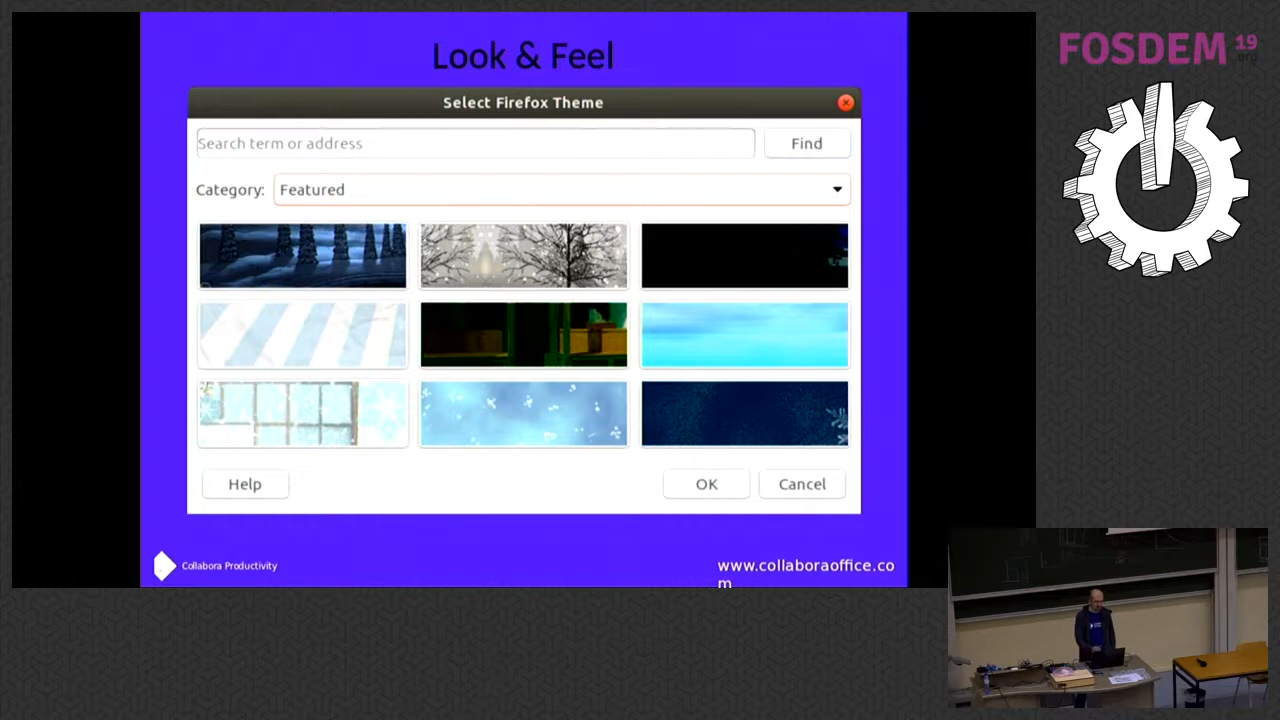 Look & Feel
FOSDEM 19
.org
Select Firefox Theme
Search term or address
Find
Category: Featured
Help
OK
Cancel
Collabora Productivity
www.collaboraoffice.co
m